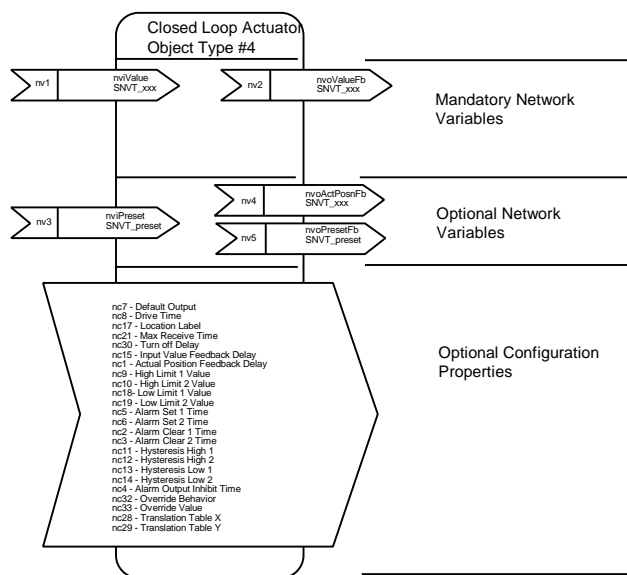 Closed Loop Actuator
Object Type #4
nv1
nviValue
SNVT_xxx
nv2
nvoValueFb
SNVT_xxx
Mandatory Network
Variables
nv3
nviPreset
SNVT_preset
nv4
nvoActPosnFb
SNVT_xxx
nv5
nvoPresetFb
SNVT_preset
Optional Network
Variables
nc7 - Default Output
nc8 - Drive Time
nc17 - Location Label
nc21 - Max Receive Time
nc30 - Turn off Delay
nc15 - Input Value Feedback Delay
nc1 - Actual Position Feedback Delay
nc9 - High Limit 1 Value
nc10 - High Limit 2 Value
nc18- Low Limit 1 Value
nc19 - Low Limit 2 Value
nc5 - Alarm Set 1 Time
nc6 - Alarm Set 2 Time
nc2 - Alarm Clear 1 Time
nc3 - Alarm Clear 2 Time
nc11 - Hysteresis High 1
nc12 - Hysteresis High 2
nc13 - Hysteresis Low 1
nc14 - Hysteresis Low 2
nc4 - Alarm Output Inhibit Time
nc32 - Override Behavior
nc33 - Override Value
nc28 - Translation Table X
nc29 - Translation Table Y
Optional Configuration
Properties